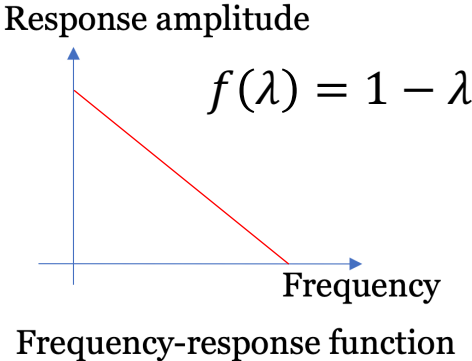 Response amplitude
f(λ) = 1 − λ
Frequency
Frequency-response function